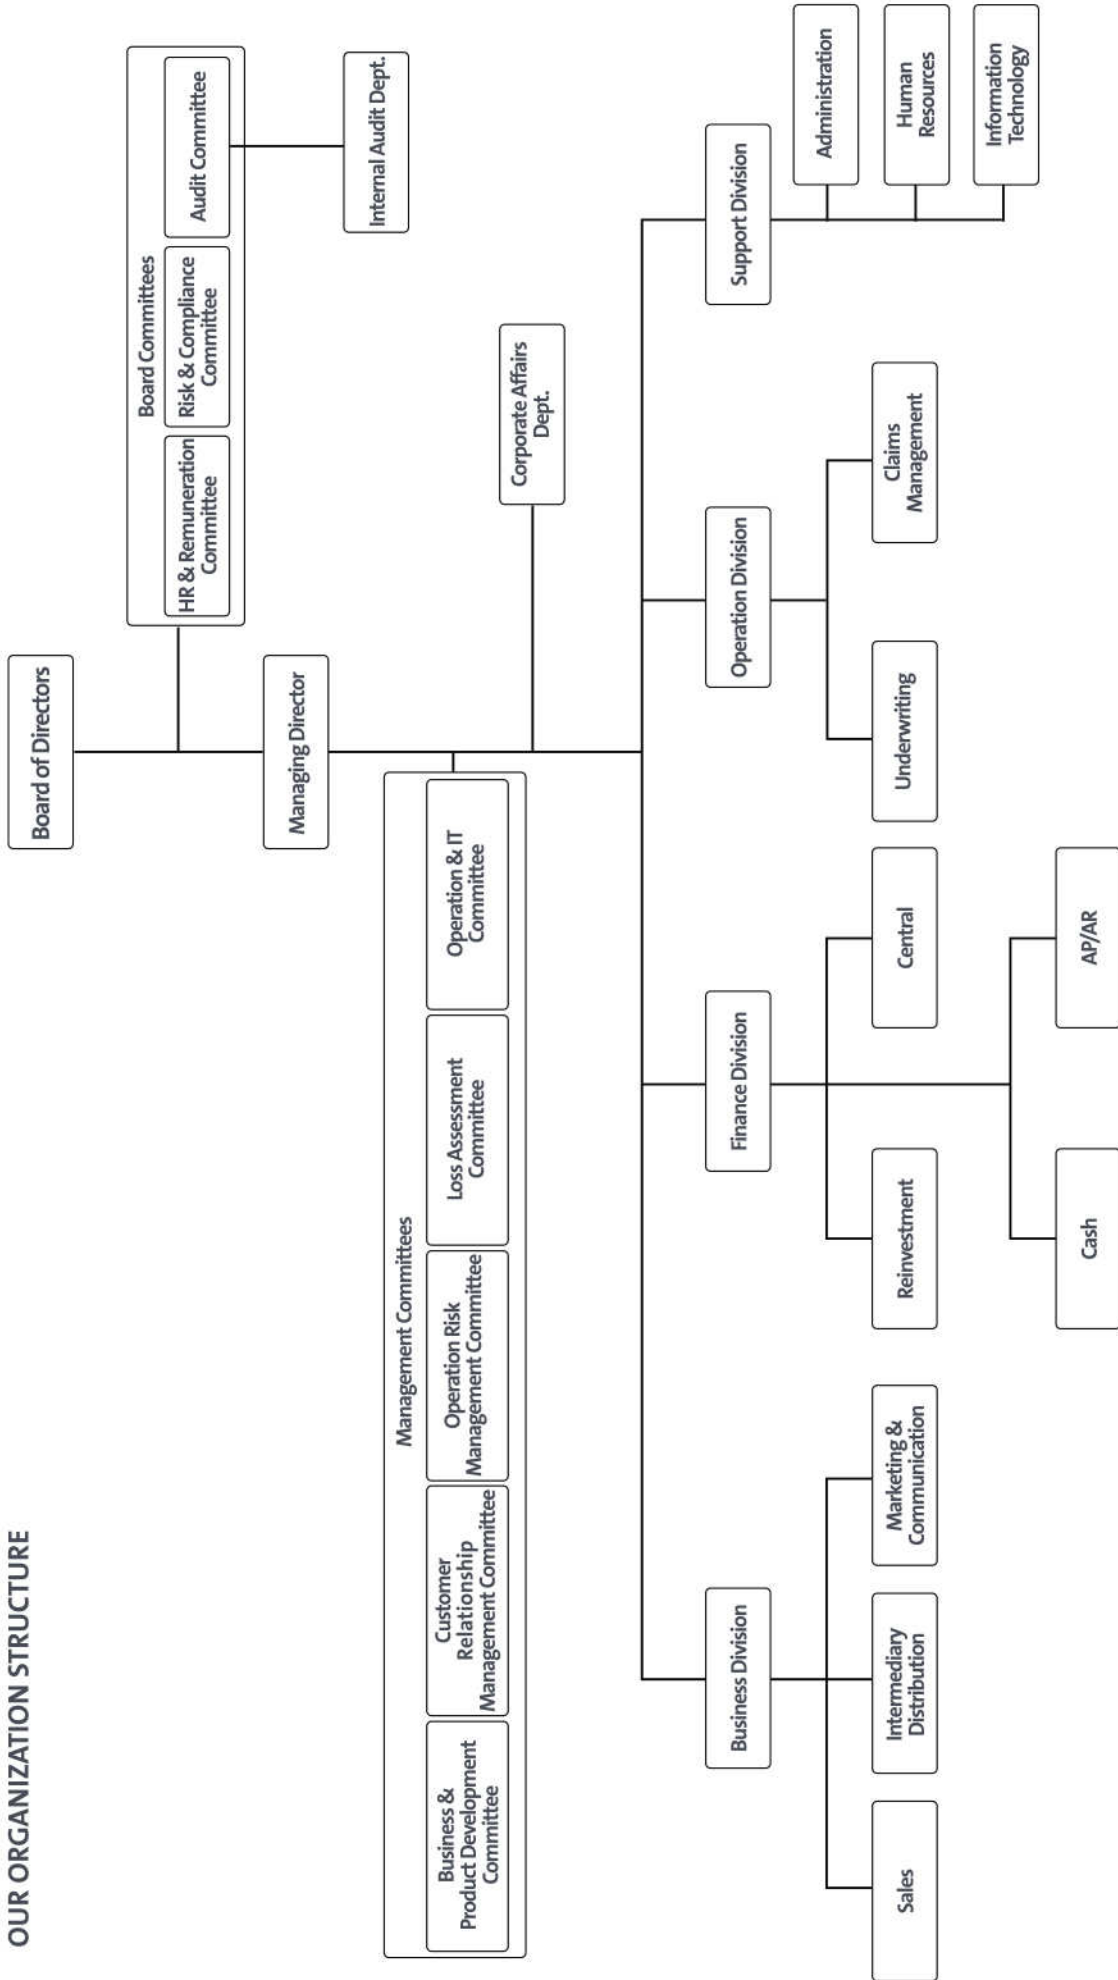 OUR ORGANIZATION STRUCTURE
Board of Directors
Board Committees
HR & Remuneration
Committee
Risk & Compliance
Committee
Audit Committee
Managing Director
Internal Audit Dept.
Management Committees
Business &
Product Development
Committee
Customer
Relationship
Management Committee
Operation Risk
Management Committee
Loss Assessment
Committee
Operation & IT
Committee
Corporate Affairs
Dept.
Business Division
Finance Division
Operation Division
Support Division
Sales
Intermediary
Distribution
Marketing &
Communication
Reinvestment
Central
Underwriting
Claims
Management
Administration
Human
Resources
Information
Technology
Cash
AP/AR